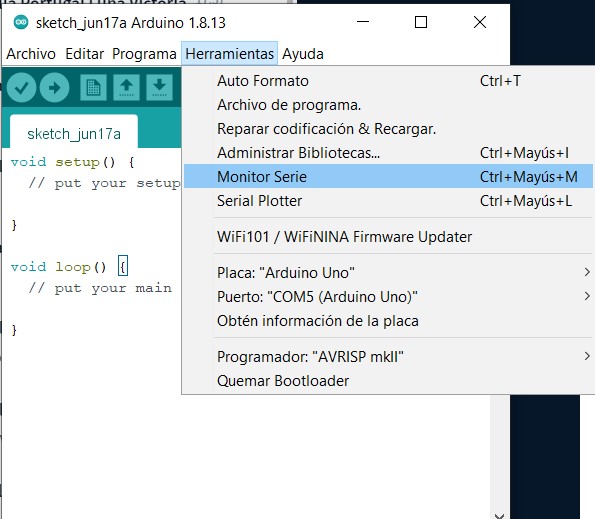 sketch_jun17a Arduino 1.8.13
Archivo Editar Programa Herramientas Ayuda
Auto Formato Ctrl+T
Archivo de programa.
Reparar codificación & Recargar.
Administrar Bibliotecas... Ctrl+Mayús+I
Monitor Serie Ctrl+Mayús+M
Serial Plotter Ctrl+Mayús+L
WiFi101 / WiFiNINA Firmware Updater
Placa: "Arduino Uno"
Puerto: "COM5 (Arduino Uno)"
Obtén información de la placa
Programador: "AVRISP mkII"
Quemar Bootloader
sketch_jun17a
void setup() {
// put your setup
}
void loop() {
// put your main
}